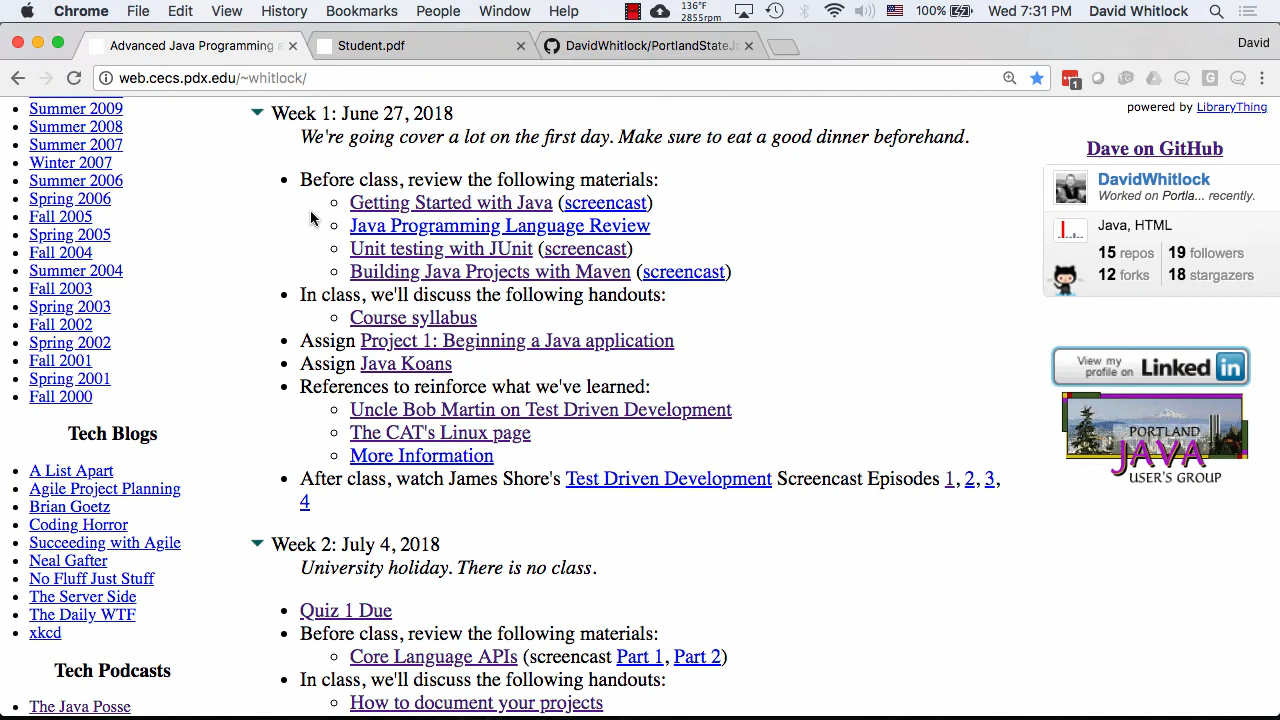 Chrome File Edit View History Bookmarks People Window Help 136°F 2855rpm 100% Wed 7:31 PM David Whitlock
Advanced Java Programming a
Student.pdf
DavidWhitlock/PortlandStateJa
David
web.cecs.pdx.edu/~whitlock/
1
Summer 2009
Summer 2008
Summer 2007
Winter 2007
Summer 2006
Spring 2006
Fall 2005
Spring 2005
Fall 2004
Summer 2004
Fall 2003
Spring 2003
Fall 2002
Spring 2002
Fall 2001
Spring 2001
Fall 2000
Tech Blogs
A List Apart
Agile Project Planning
Brian Goetz
Coding Horror
Succeeding with Agile
Neal Gafter
No Fluff Just Stuff
The Server Side
The Daily WTF
xkcd
Tech Podcasts
The Java Posse
Week 1: June 27, 2018
We're going cover a lot on the first day. Make sure to eat a good dinner beforehand.
Before class, review the following materials:
Getting Started with Java (screencast)
Java Programming Language Review
Unit testing with JUnit (screencast)
Building Java Projects with Maven (screencast)
In class, we'll discuss the following handouts:
Course syllabus
Assign Project 1: Beginning a Java application
Assign Java Koans
References to reinforce what we've learned:
Uncle Bob Martin on Test Driven Development
The CAT's Linux page
More Information
After class, watch James Shore's Test Driven Development Screencast Episodes 1, 2, 3,
4
Week 2: July 4, 2018
University holiday. There is no class.
Quiz 1 Due
Before class, review the following materials:
Core Language APIs (screencast Part 1, Part 2)
In class, we'll discuss the following handouts:
How to document your projects
powered by LibraryThing
Dave on GitHub
DavidWhitlock
Worked on Portla... recently.
Java, HTML
15 repos 19 followers
12 forks 18 stargazers
View my
profile on Linked in
PORTLAND
JAVA
USER'S GROUP